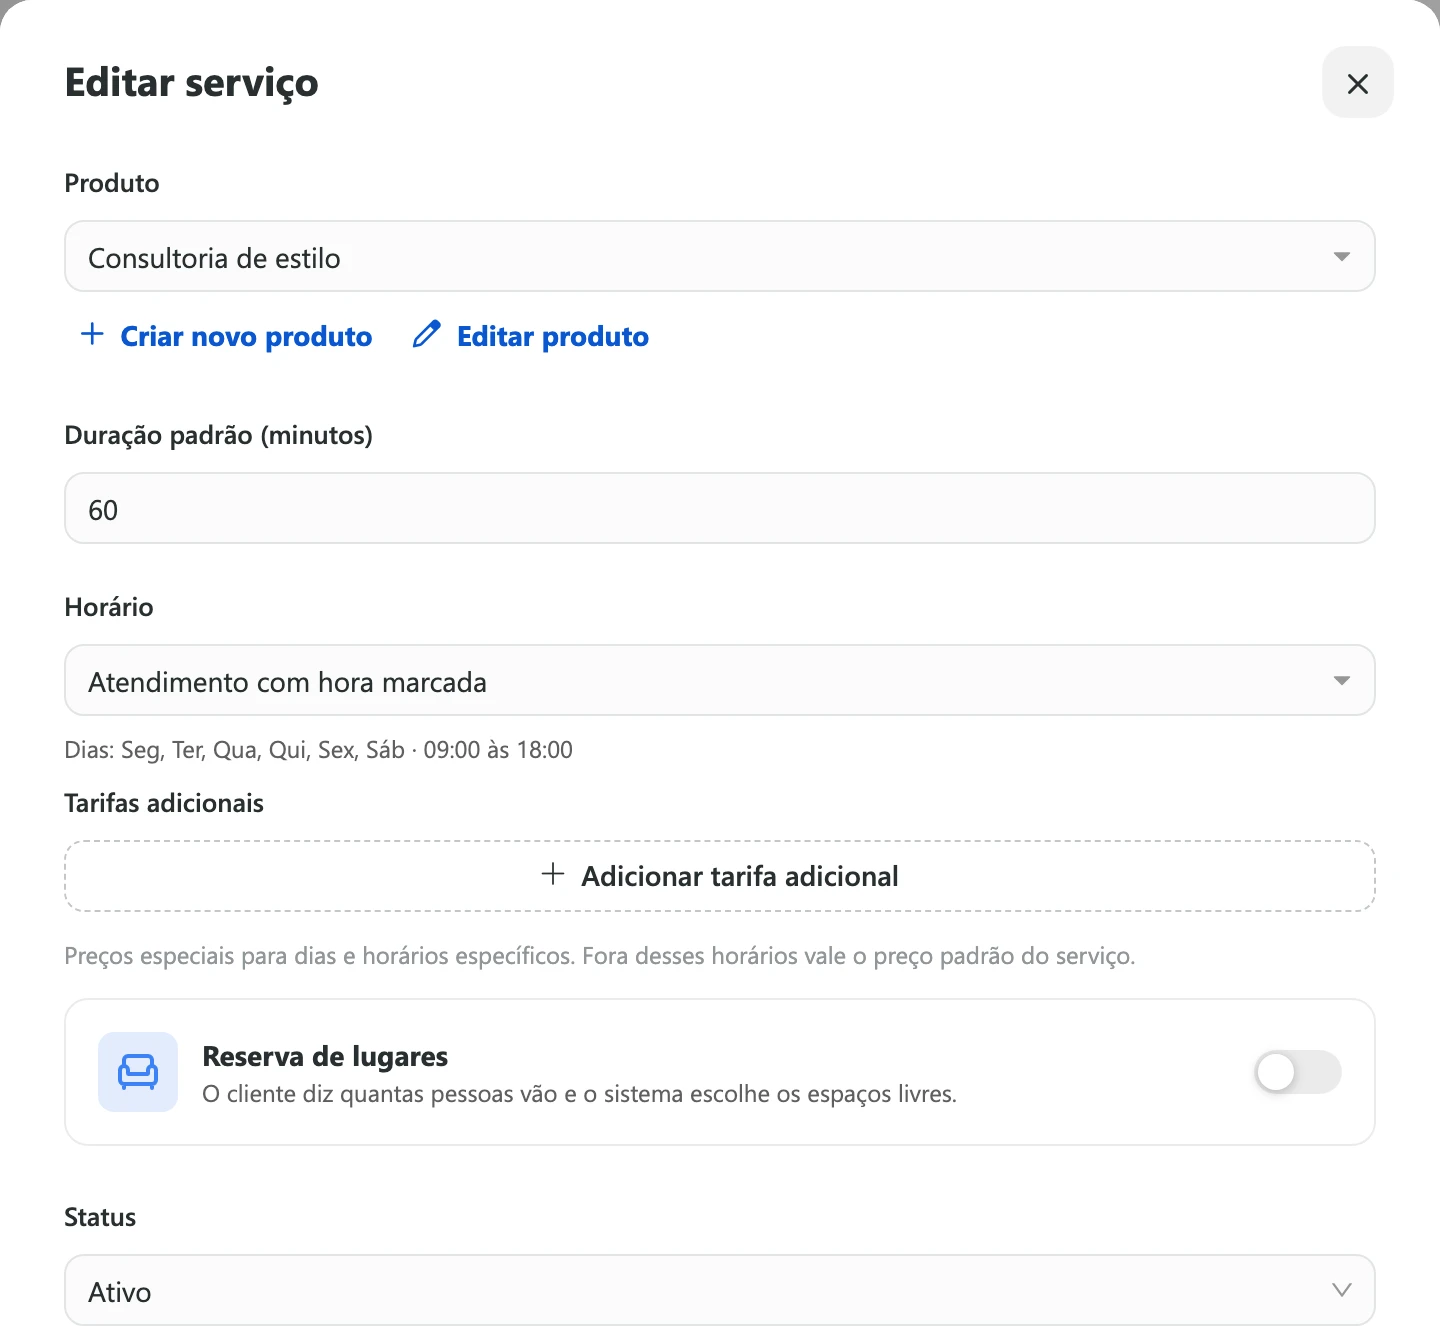 Editar serviço
Produto
Consultoria de estilo
Criar novo produto Editar produto
Duração padrão (minutos)
60
Horário
Atendimento com hora marcada
Dias: Seg, Ter, Qua, Qui, Sex, Sáb · 09:00 às 18:00
Tarifas adicionais
Adicionar tarifa adicional
Preços especiais para dias e horários específicos. Fora desses horários vale o preço padrão do serviço.
Reserva de lugares
O cliente diz quantas pessoas vão e o sistema escolhe os espaços livres.
Status
Ativo